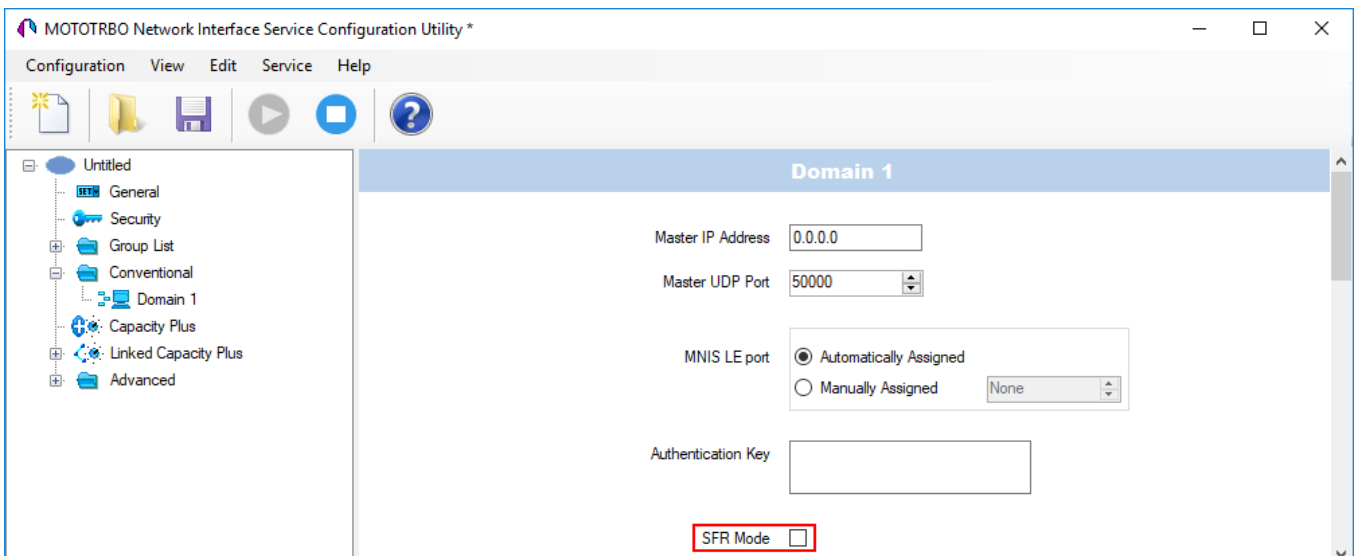 MOTOTRBO Network Interface Service Configuration Utility *
Configuration View Edit Service Help
Untitled
SET
General
Security
Group List
Conventional
Domain 1
Capacity Plus
Linked Capacity Plus
Advanced
Domain 1
Master IP Address 0.0.0.0
Master UDP Port 50000
MNIS LE port Automatically Assigned
Manually Assigned None
Authentication Key
SFR Mode